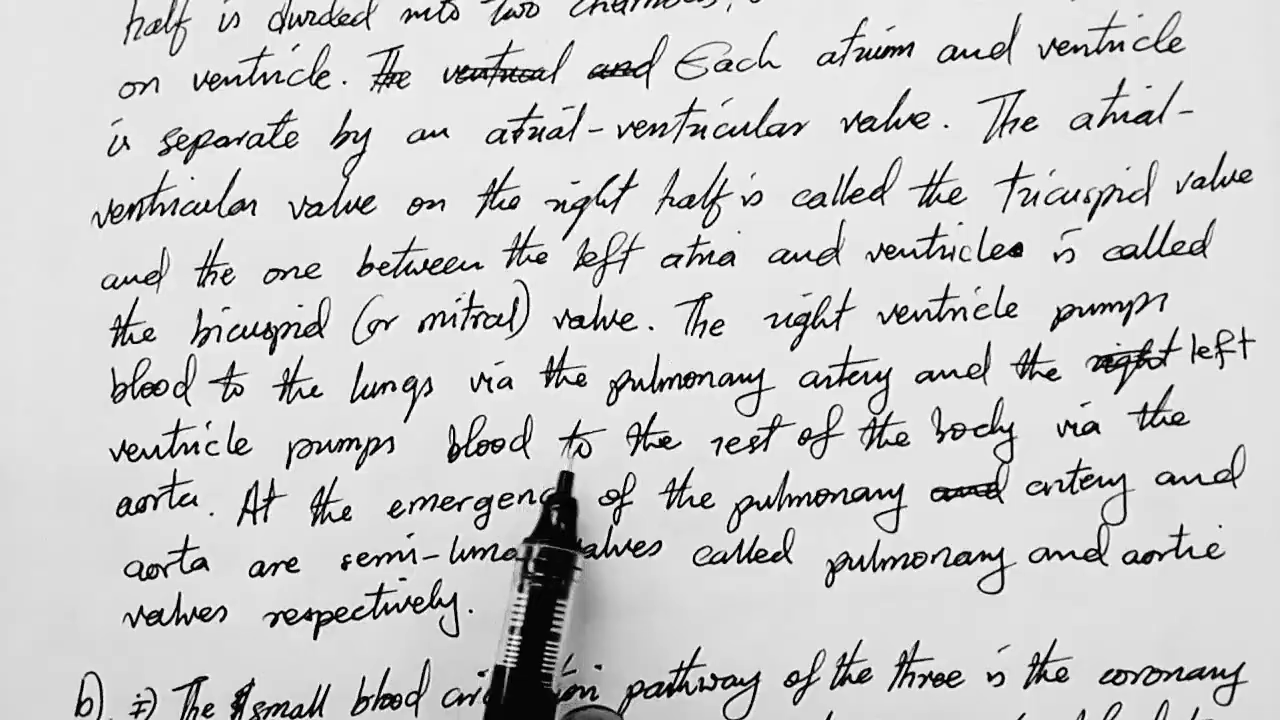 half is divided into two
on ventricle. The ventrical and Each atrium and ventricle
is separate by an atrial-ventricular valve. The atrial-
ventricular valve on the right half is called the tricuspid valve
and the one between the left atria and ventricles is called
the bicuspid (or mitral) valve. The right ventricle pumps
blood to the lungs via the pulmonary artery and the right left
ventricle pumps blood to the rest of the body via the
aorta. At the emergenc of the pulmonary and artery and
aorta are semi-luna valves called pulmonary and aortic
valves respectively.
b) i) The small blood pathway of the three is the coronary